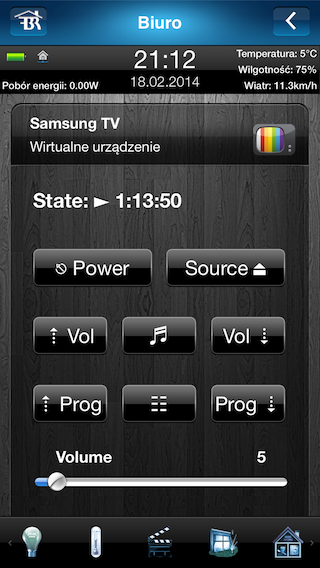 Biuro
21:12
18.02.2014
Pobór energii: 0.00W
Temperatura: 5°C
Wilgotność: 75%
Wiatr: 11.3km/h
Samsung TV
Wirtualne urządzenie
State: ► 1:13:50
Power
Source ⏏
⇡ Vol
Vol ⇣
⇡ Prog
Prog ⇣
Volume 5